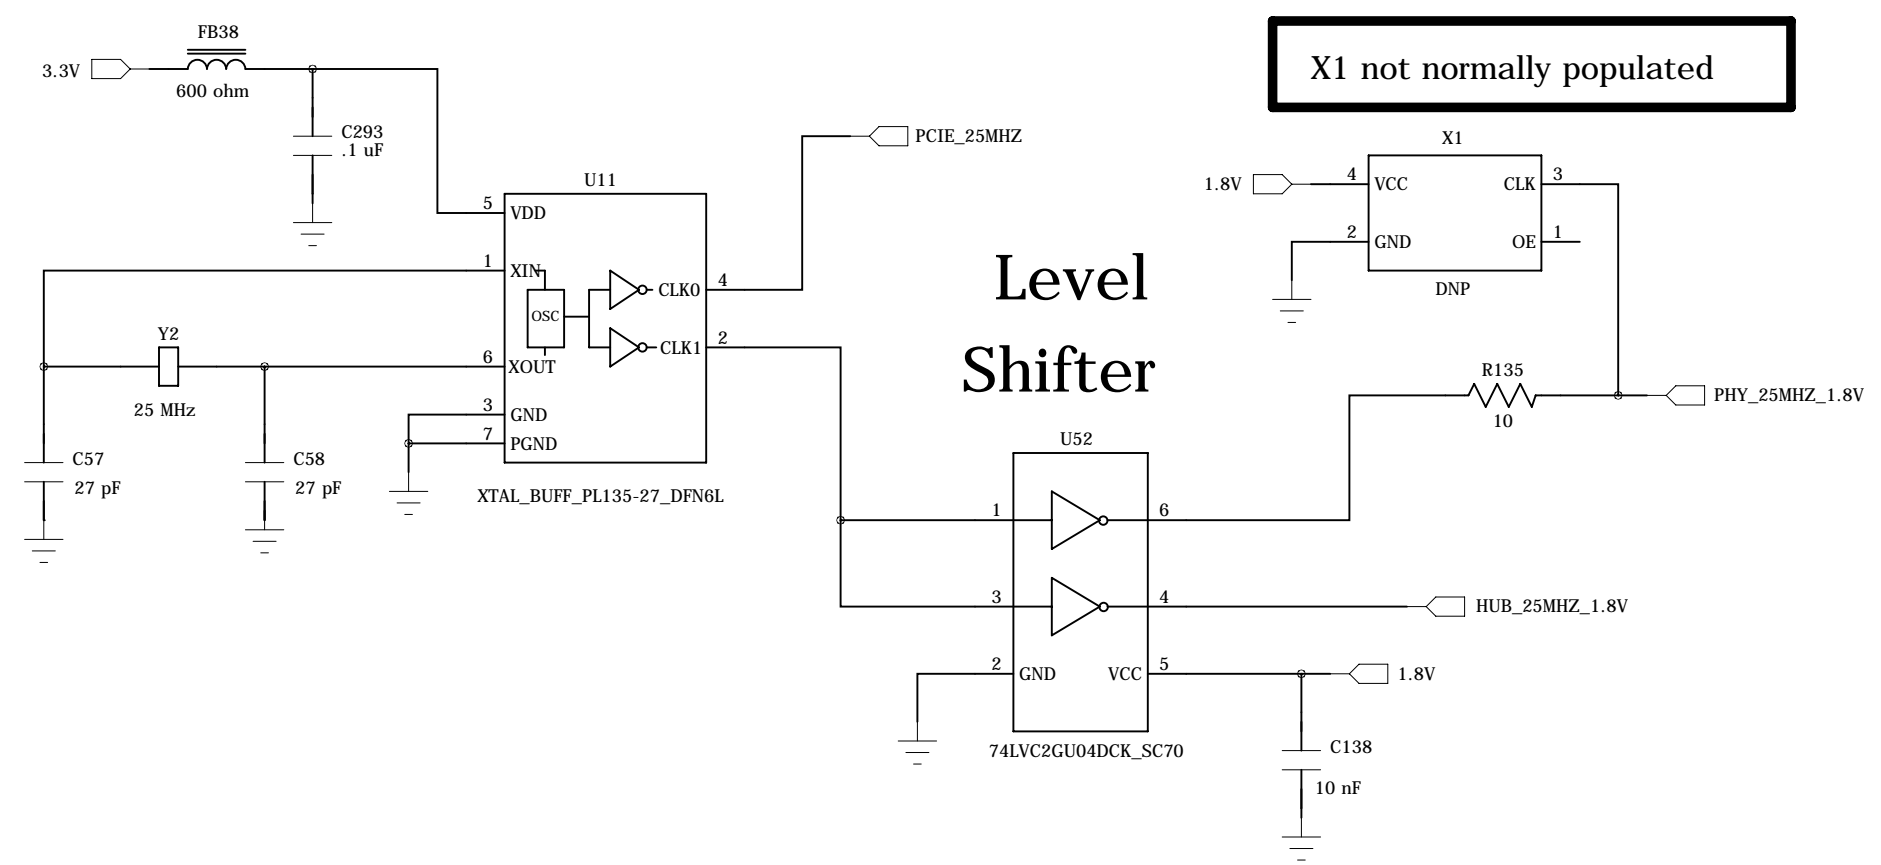 FB38
3.3V
600 ohm
C293
.1 uF
PCIE_25MHZ
X1 not normally populated
X1
1.8V
4
VCC
CLK
3
2
GND
OE
1
DNP
U11
5
VDD
1
XIN
OSC
CLK0
4
CLK1
2
6
XOUT
3
GND
7
PGND
XTAL_BUFF_PL135-27_DFN6L
Y2
25 MHz
C57
27 pF
C58
27 pF
Level
Shifter
R135
10
PHY_25MHZ_1.8V
U52
1
6
3
4
HUB_25MHZ_1.8V
2
GND
VCC
5
1.8V
74LVC2GU04DCK_SC70
C138
10 nF